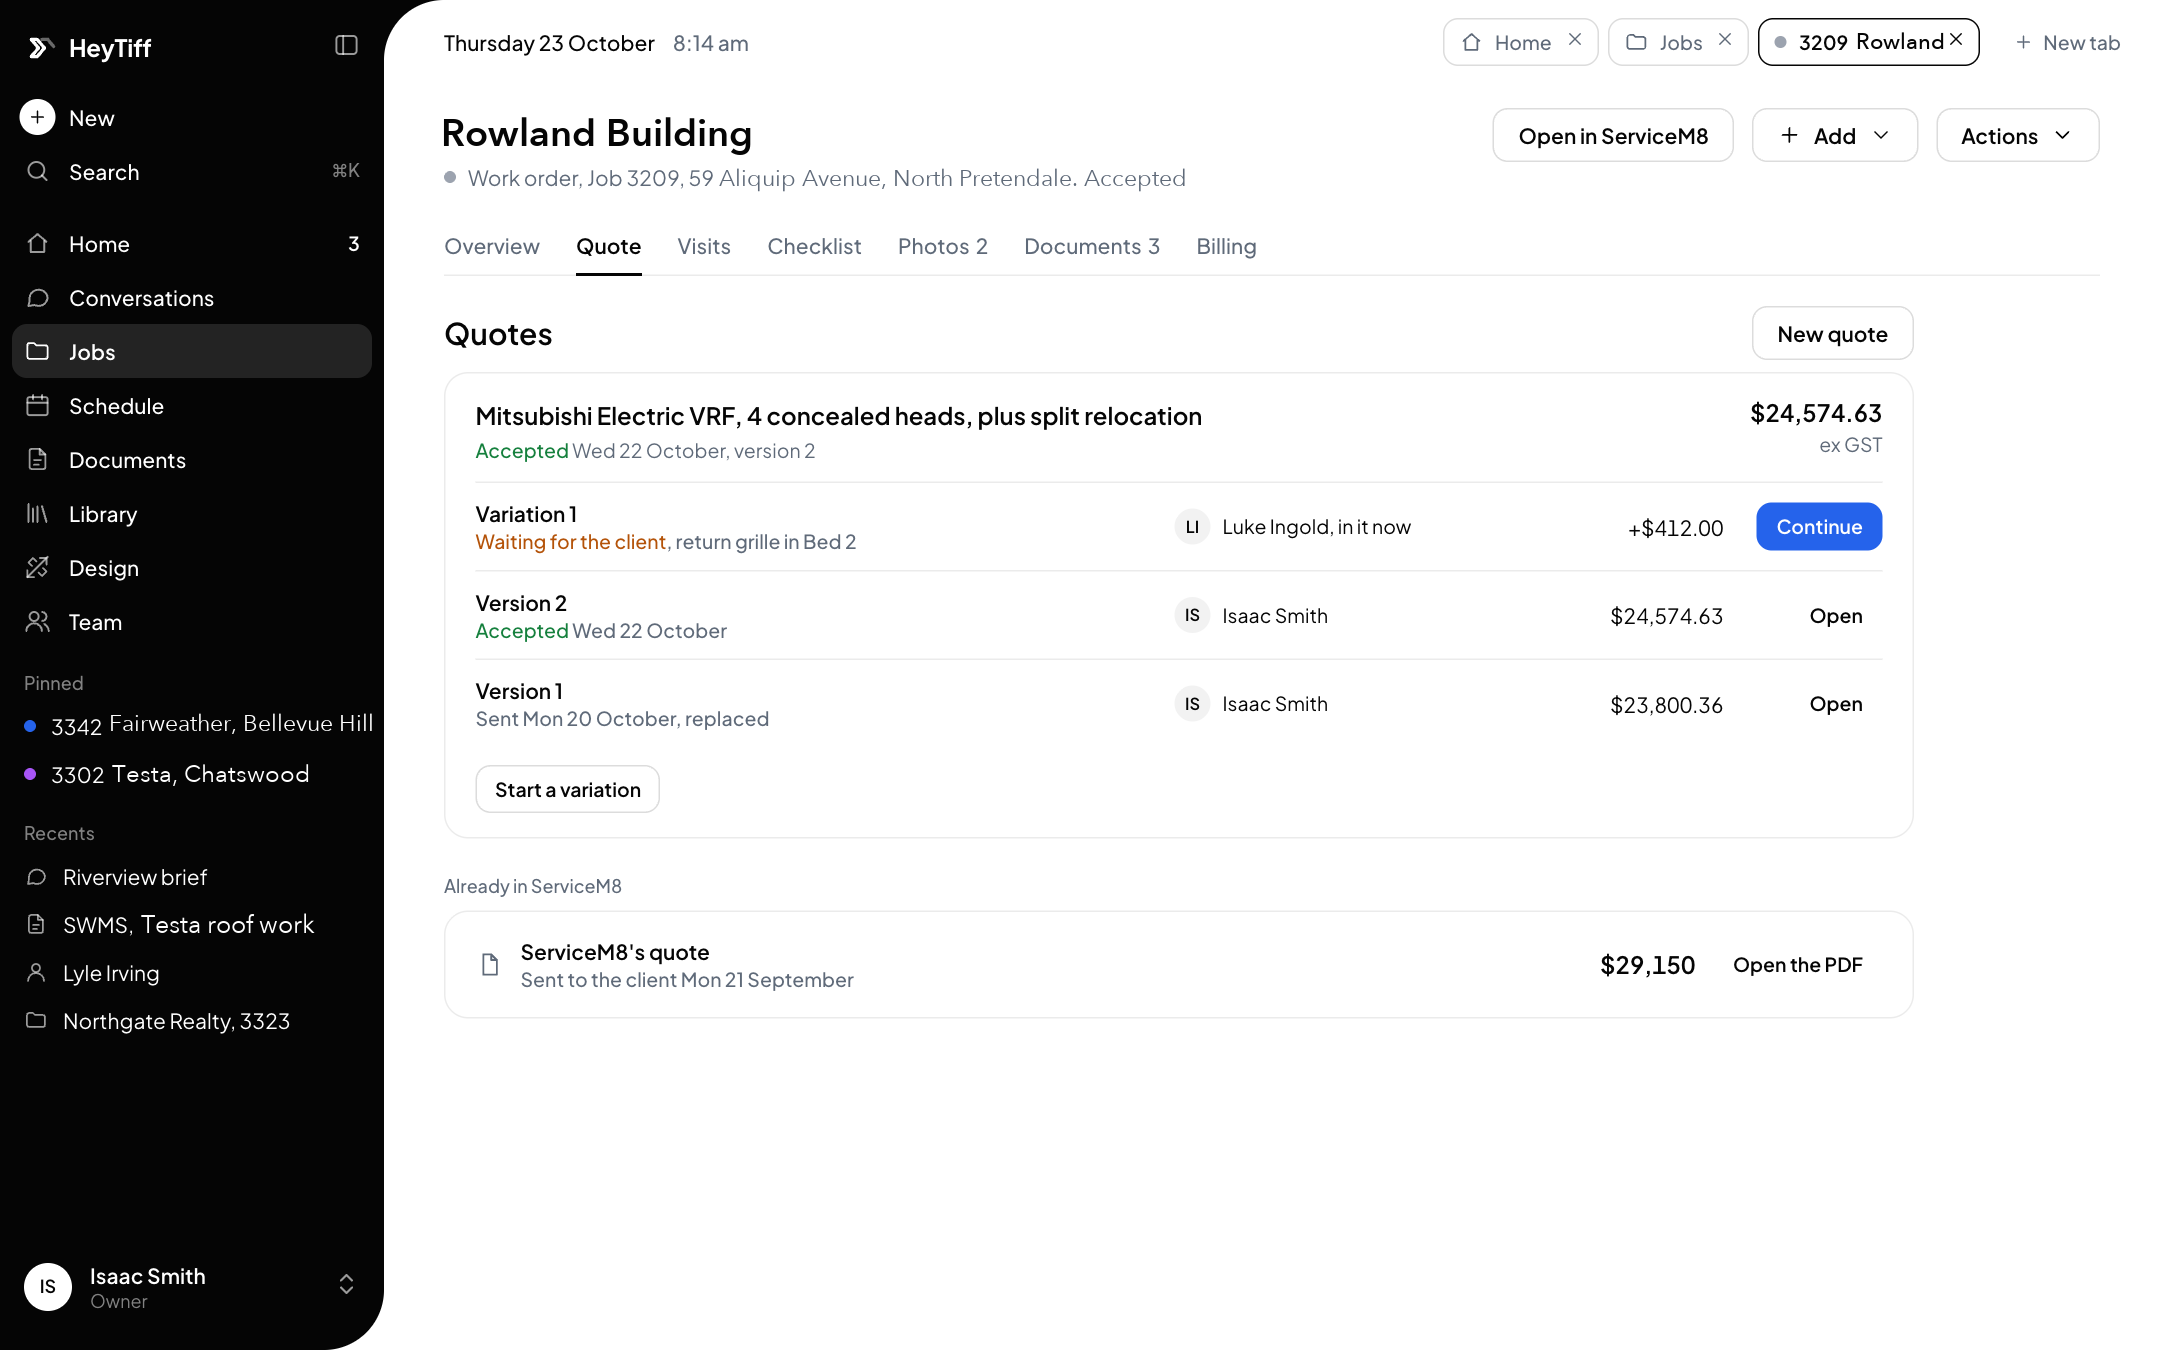 HeyTiff
New
Search ⌘K
Home 3
Conversations
Jobs
Schedule
Documents
Library
Design
Team
Pinned
3342 Fairweather, Bellevue Hill
3302 Testa, Chatswood
Recents
Riverview brief
SWMS, Testa roof work
Lyle Irving
Northgate Realty, 3323
IS Isaac Smith
Owner
Thursday 23 October 8:14 am
Home Jobs 3209 Rowland New tab
Rowland Building
Open in ServiceM8 Add Actions
Work order, Job 3209, 59 Aliquip Avenue, North Pretendale. Accepted
Overview Quote Visits Checklist Photos 2 Documents 3 Billing
Quotes New quote
Mitsubishi Electric VRF, 4 concealed heads, plus split relocation $24,574.63
Accepted Wed 22 October, version 2 ex GST
Variation 1
Waiting for the client, return grille in Bed 2
LI Luke Ingold, in it now +$412.00 Continue
Version 2
Accepted Wed 22 October
IS Isaac Smith $24,574.63 Open
Version 1
Sent Mon 20 October, replaced
IS Isaac Smith $23,800.36 Open
Start a variation
Already in ServiceM8
ServiceM8's quote
Sent to the client Mon 21 September
$29,150 Open the PDF